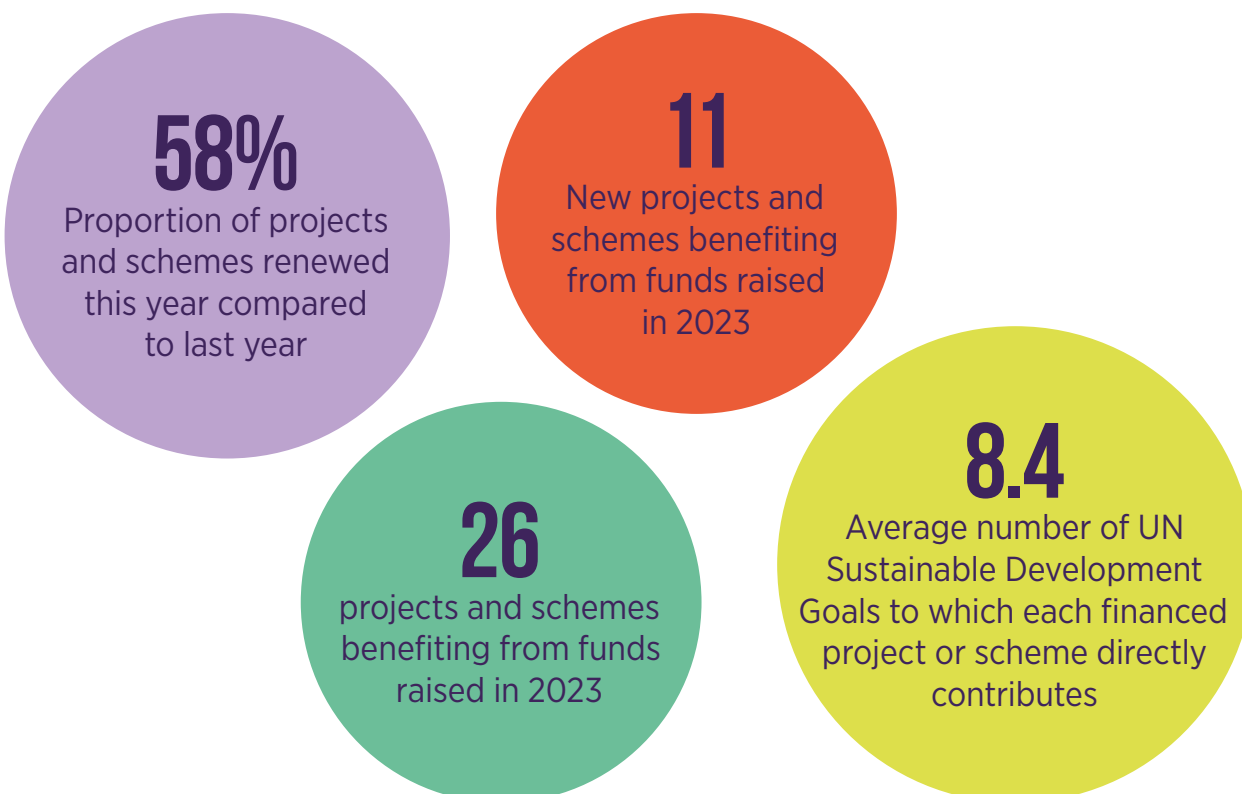 58%
Proportion of projects
and schemes renewed
this year compared
to last year
11
New projects and
schemes benefiting
from funds raised
in 2023
26
projects and schemes
benefiting from funds
raised in 2023
8.4
Average number of UN
Sustainable Development
Goals to which each financed
project or scheme directly
contributes